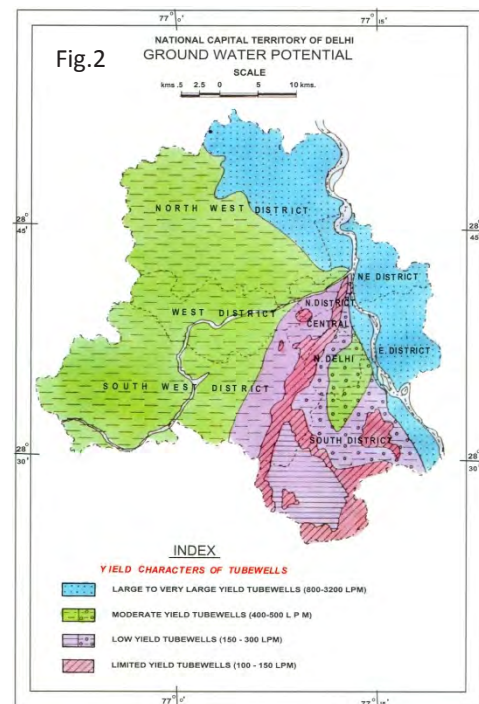 Fig.2
77° 0'
77° 15'
NATIONAL CAPITAL TERRITORY OF DELHI
GROUND WATER POTENTIAL
SCALE
kms. 5 2.5 0 5 10 kms.
28° 45'
28° 45'
NORTH WEST DISTRICT
N.E DISTRICT
N.DISTRICT
WEST DISTRICT
CENTRAL
E.DISTRICT
N.DELHI
SOUTH WEST DISTRICT
SOUTH DISTRICT
28° 30'
28° 30'
INDEX
YIELD CHARACTERS OF TUBEWELLS
LARGE TO VERY LARGE YIELD TUBEWELLS (800-3200 LPM)
MODERATE YIELD TUBEWELLS (400-500 L P M)
LOW YIELD TUBEWELLS (150 - 300 LPM)
LIMITED YIELD TUBEWELLS (100 - 150 LPM)
77° 0'
77° 15'